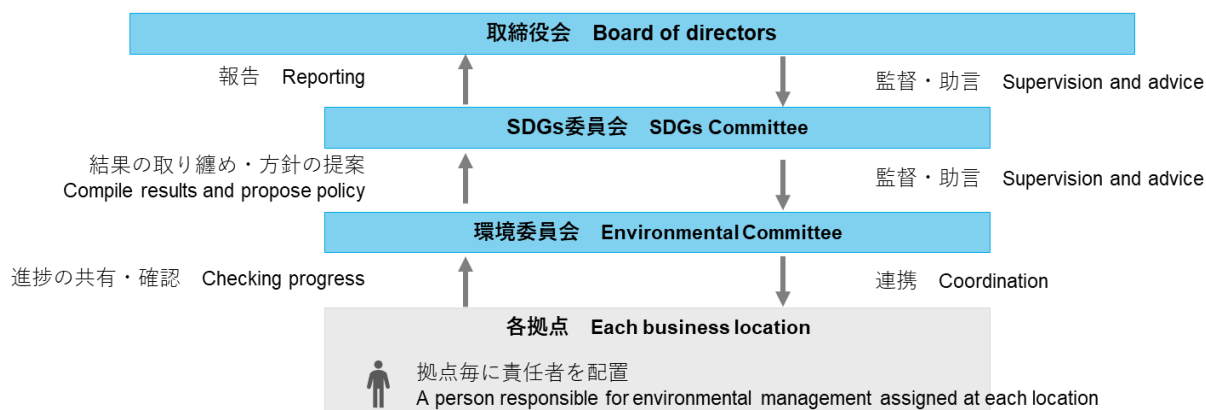 取締役会 Board of directors
報告 Reporting
監督・助言 Supervision and advice
SDGs委員会 SDGs Committee
結果の取り纏め・方針の提案
Compile results and propose policy
監督・助言 Supervision and advice
環境委員会 Environmental Committee
進捗の共有・確認 Checking progress
連携 Coordination
各拠点 Each business location
拠点毎に責任者を配置
A person responsible for environmental management assigned at each location